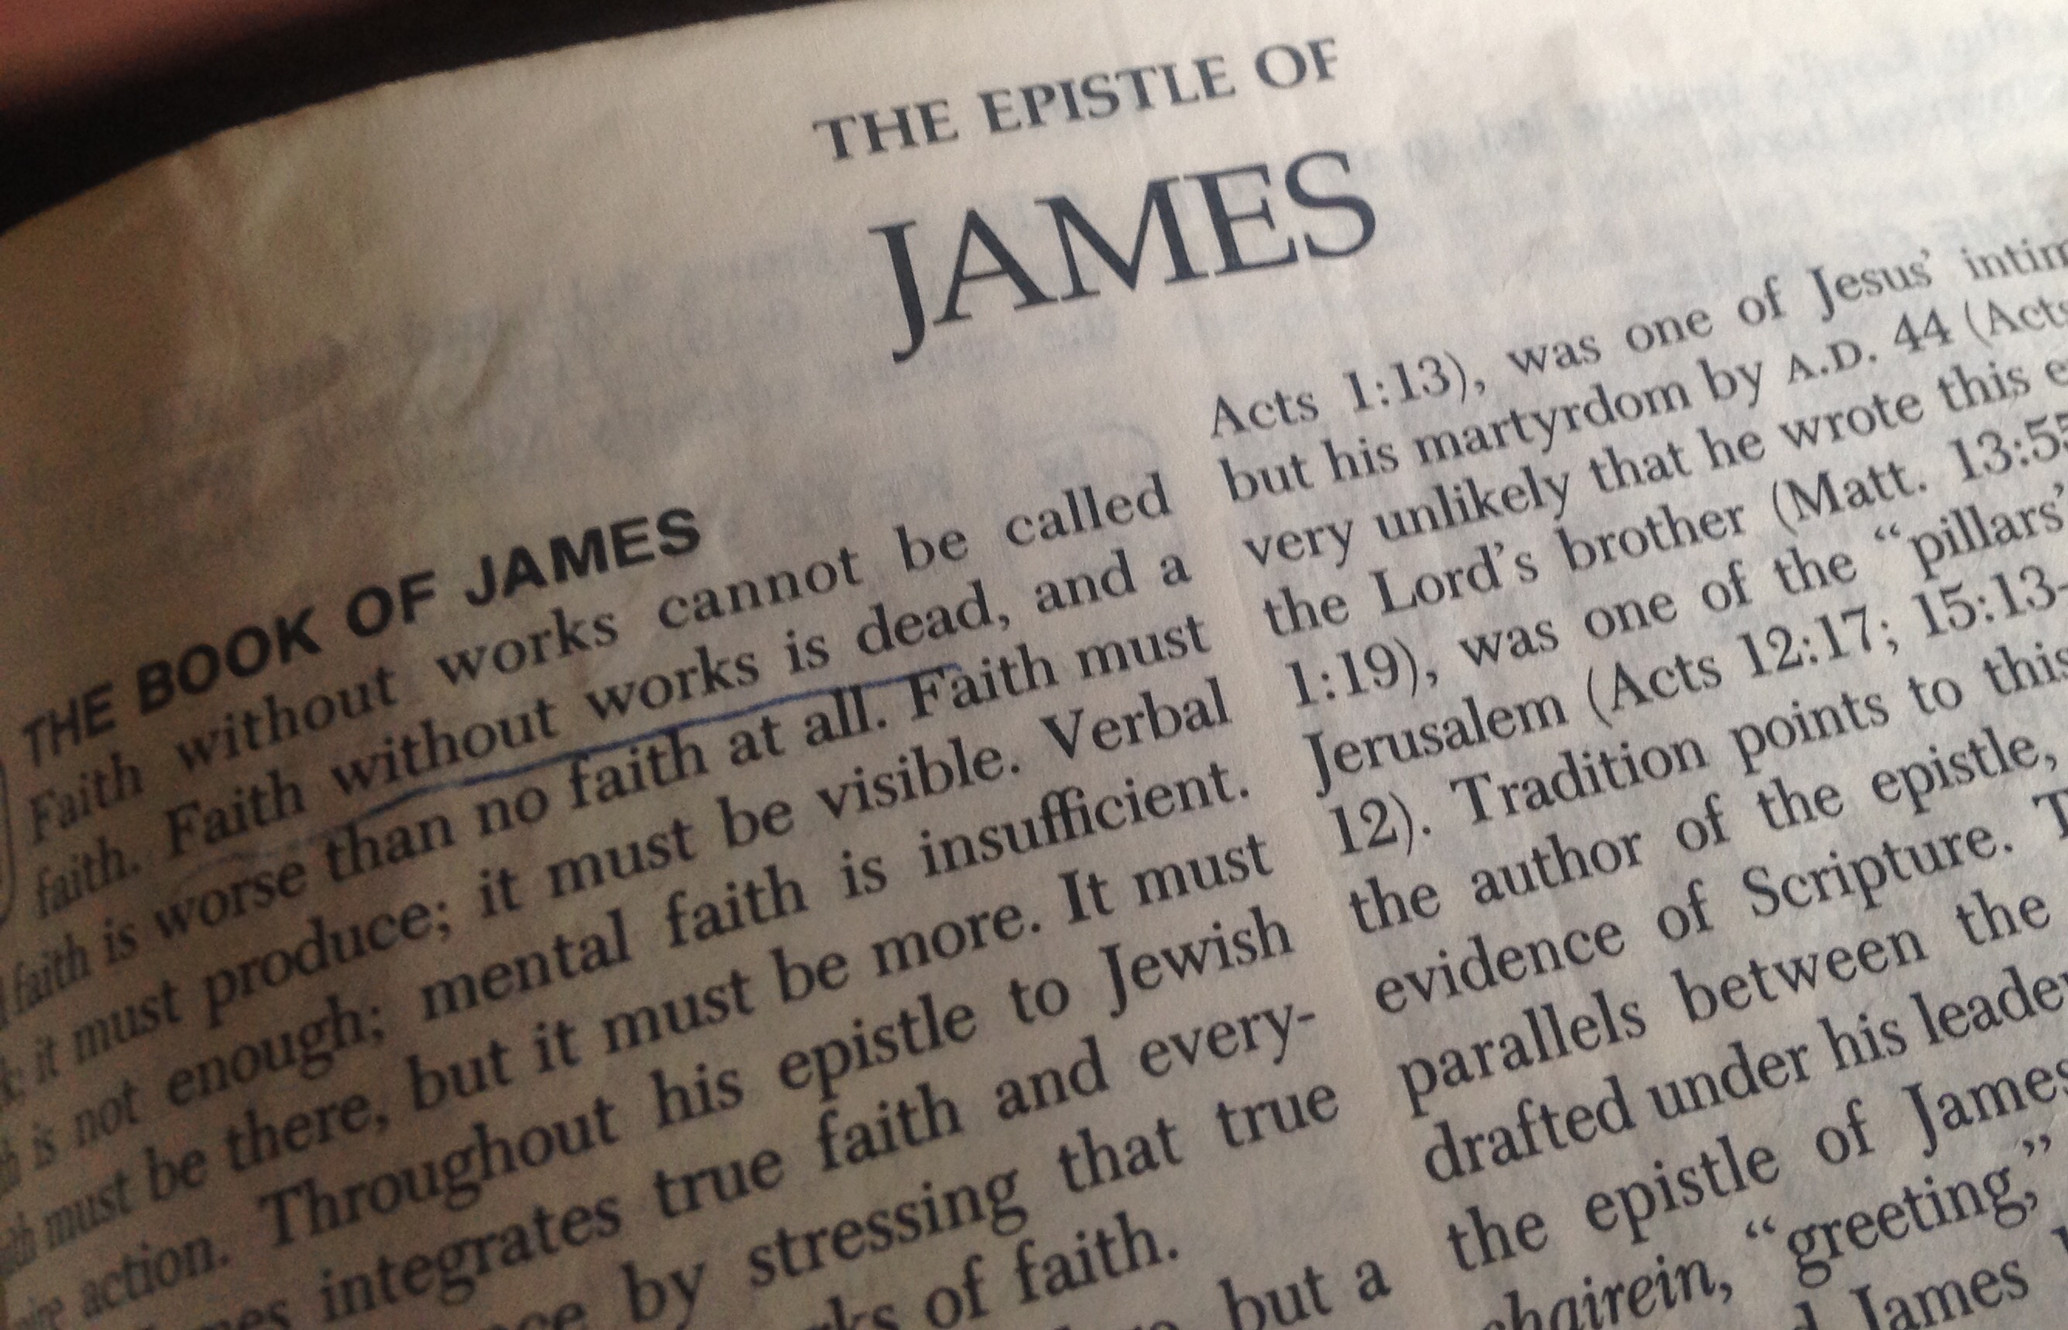 THE EPISTLE OF
JAMES
THE BOOK OF JAMES
Faith without works cannot be called
faith. Faith without works is dead, and a
faith is worse than no faith at all. Faith must
it must produce; it must be visible. Verbal
is not enough; mental faith is insufficient.
must be there, but it must be more. It must
action. Throughout his epistle to Jewish
integrates true faith and every-
by stressing that true
of faith.
but a
Acts 1:13), was one of Jesus'
but his martyrdom by A.D. 44 (Acts
very unlikely that he wrote this
the Lord's brother (Matt. 13:55
1:19), was one of the “pillars”
Jerusalem (Acts 12:17; 15:13-
12). Tradition points to this
the author of the epistle,
evidence of Scripture.
parallels between the
drafted under his
the epistle of James
chairein, “greeting,”
James